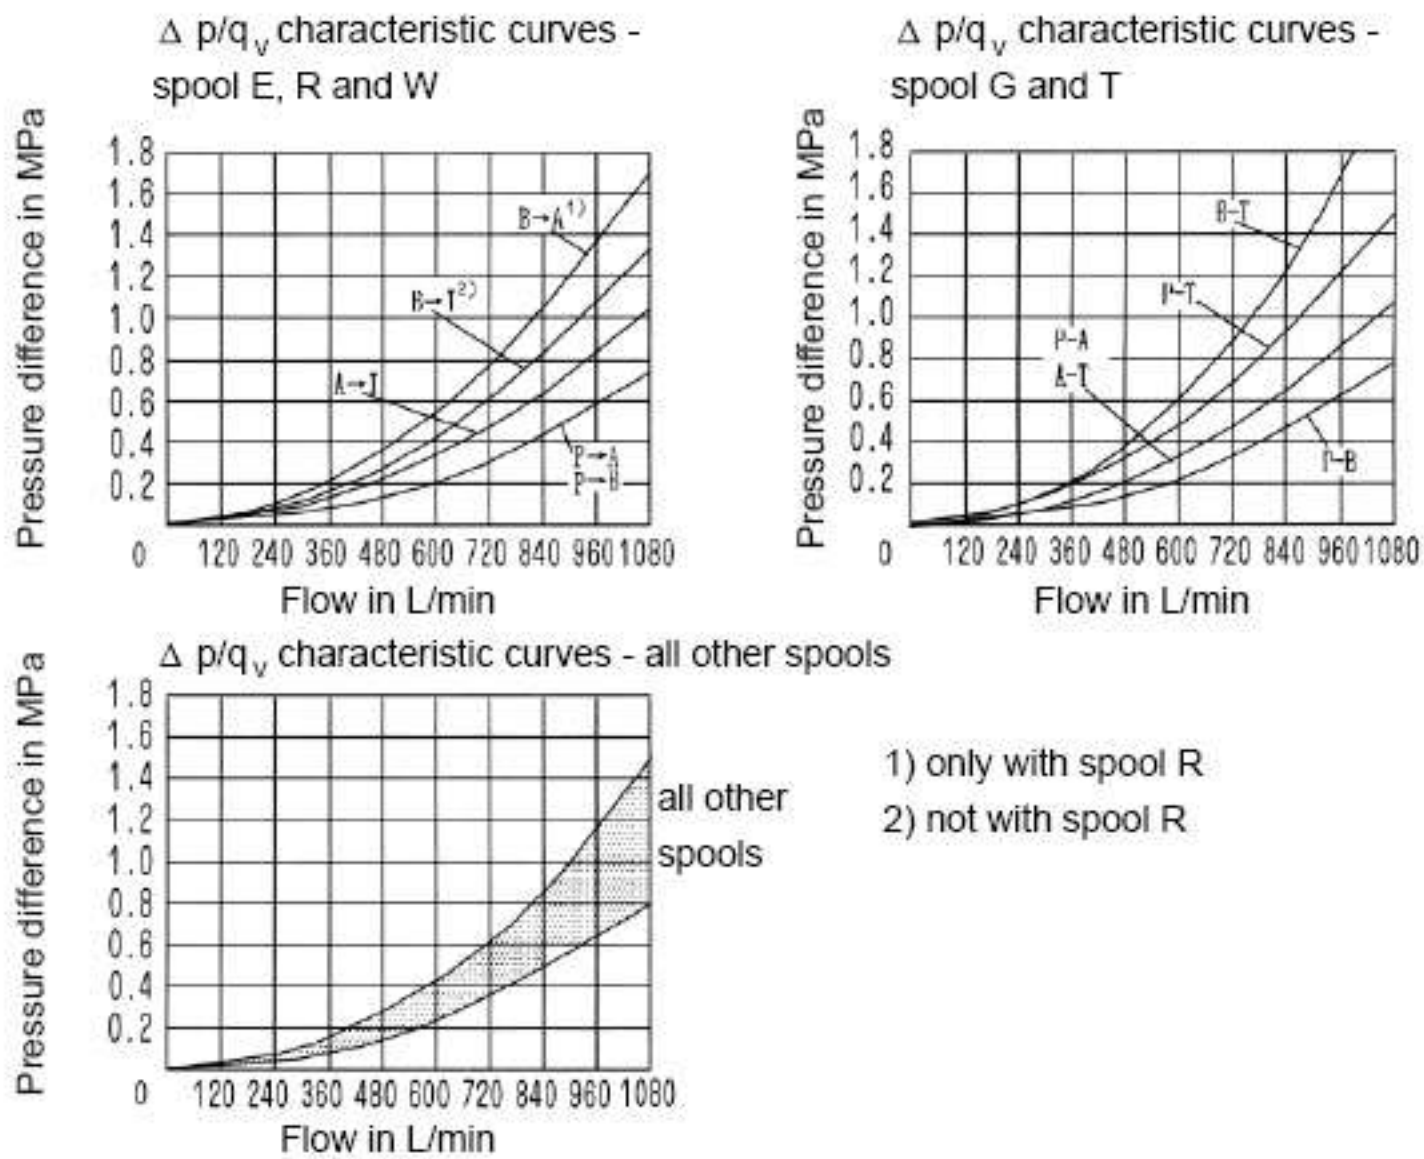 Δ p/qv characteristic curves -
spool E, R and W
Pressure difference in MPa
1.8
1.6
1.4
1.2
1.0
0.8
0.6
0.4
0.2
B→A1)
B→T2)
A→T
P→A
P→B
0 120 240 360 480 600 720 840 960 1080
Flow in L/min
Δ p/qv characteristic curves -
spool G and T
Pressure difference in MPa
1.8
1.6
1.4
1.2
1.0
0.8
0.6
0.4
0.2
B-T
P-T
P-A
A-T
P-B
0 120 240 360 480 600 720 840 960 1080
Flow in L/min
Δ p/qv characteristic curves - all other spools
Pressure difference in MPa
1.8
1.6
1.4
1.2
1.0
0.8
0.6
0.4
0.2
all other
spools
0 120 240 360 480 600 720 840 960 1080
Flow in L/min
1) only with spool R
2) not with spool R